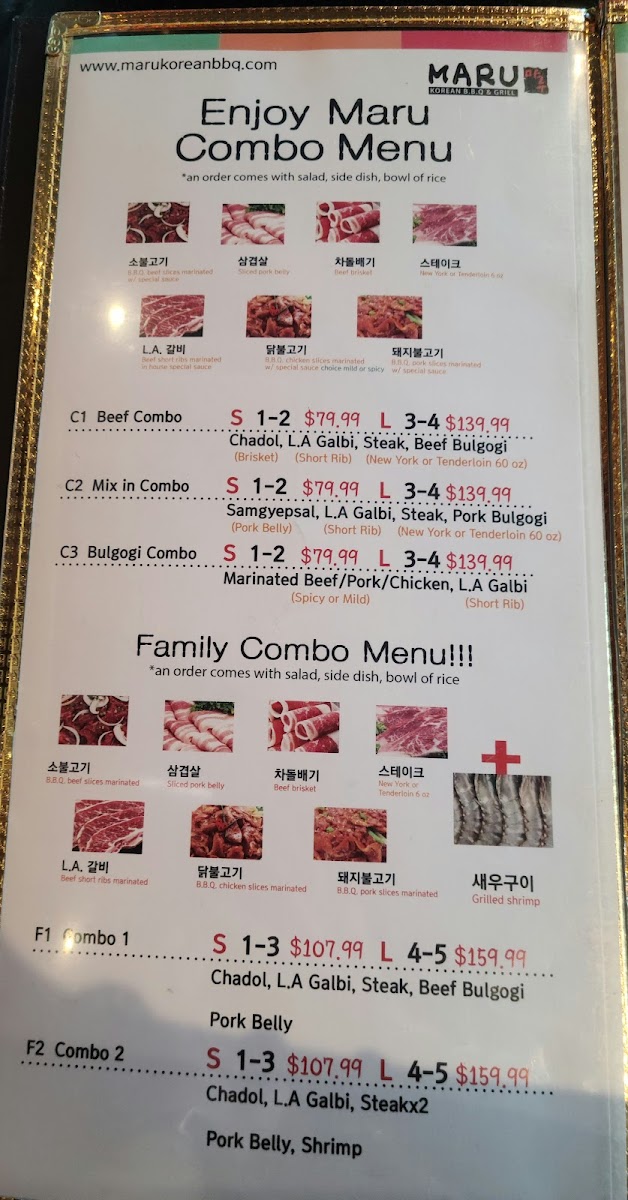 www.marukoreanbbq.com
MARU 마루
KOREAN B.B.Q & GRILL
Enjoy Maru
Combo Menu
*an order comes with salad, side dish, bowl of rice
소불고기 삼겹살 차돌배기 스테이크
B.B.Q. beef slices marinated Sliced pork belly Beef brisket New York or Tenderloin 6 oz
w/ special sauce
L.A. 갈비 닭불고기 돼지불고기
Beef short ribs marinated B.B.Q. chicken slices marinated B.B.Q. pork slices marinated
in house special sauce w/ special sauce choice mild or spicy w/ special sauce
C1 Beef Combo S 1-2 $79.99 L 3-4 $139.99
Chadol, L.A Galbi, Steak, Beef Bulgogi
(Brisket) (Short Rib) (New York or Tenderloin 60 oz)
C2 Mix in Combo S 1-2 $79.99 L 3-4 $139.99
Samgyepsal, L.A Galbi, Steak, Pork Bulgogi
(Pork Belly) (Short Rib) (New York or Tenderloin 60 oz)
C3 Bulgogi Combo S 1-2 $79.99 L 3-4 $139.99
Marinated Beef/Pork/Chicken, L.A Galbi
(Spicy or Mild) (Short Rib)
Family Combo Menu!!!
*an order comes with salad, side dish, bowl of rice
소불고기 삼겹살 차돌배기 스테이크
B.B.Q. beef slices marinated Sliced pork belly Beef brisket New York or
Tenderloin 6 oz
+
L.A. 갈비 닭불고기 돼지불고기 새우구이
Beef short ribs marinated B.B.Q. chicken slices marinated B.B.Q. pork slices marinated Grilled shrimp
F1 Combo 1 S 1-3 $107.99 L 4-5 $159.99
Chadol, L.A Galbi, Steak, Beef Bulgogi
Pork Belly
F2 Combo 2 S 1-3 $107.99 L 4-5 $159.99
Chadol, L.A Galbi, Steakx2
Pork Belly, Shrimp